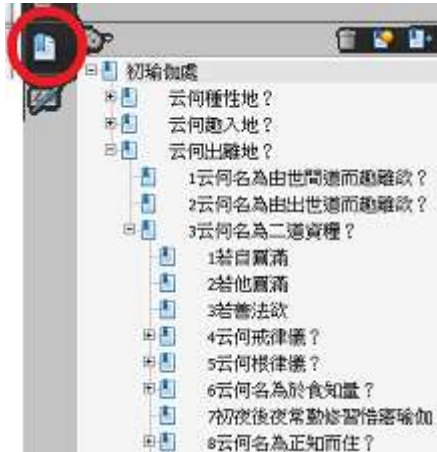 初瑜伽處
云何種性地？
云何趣入地？
云何出離地？
1云何名為由世間道而趣離欲？
2云何名為由出世道而趣離欲？
3云何名為二道資糧？
1若自圓滿
2若他圓滿
3若善法欲
4云何戒律儀？
5云何根律儀？
6云何名為於食知量？
7初夜後夜常勤修習悎寤瑜伽
8云何名為正知而住？